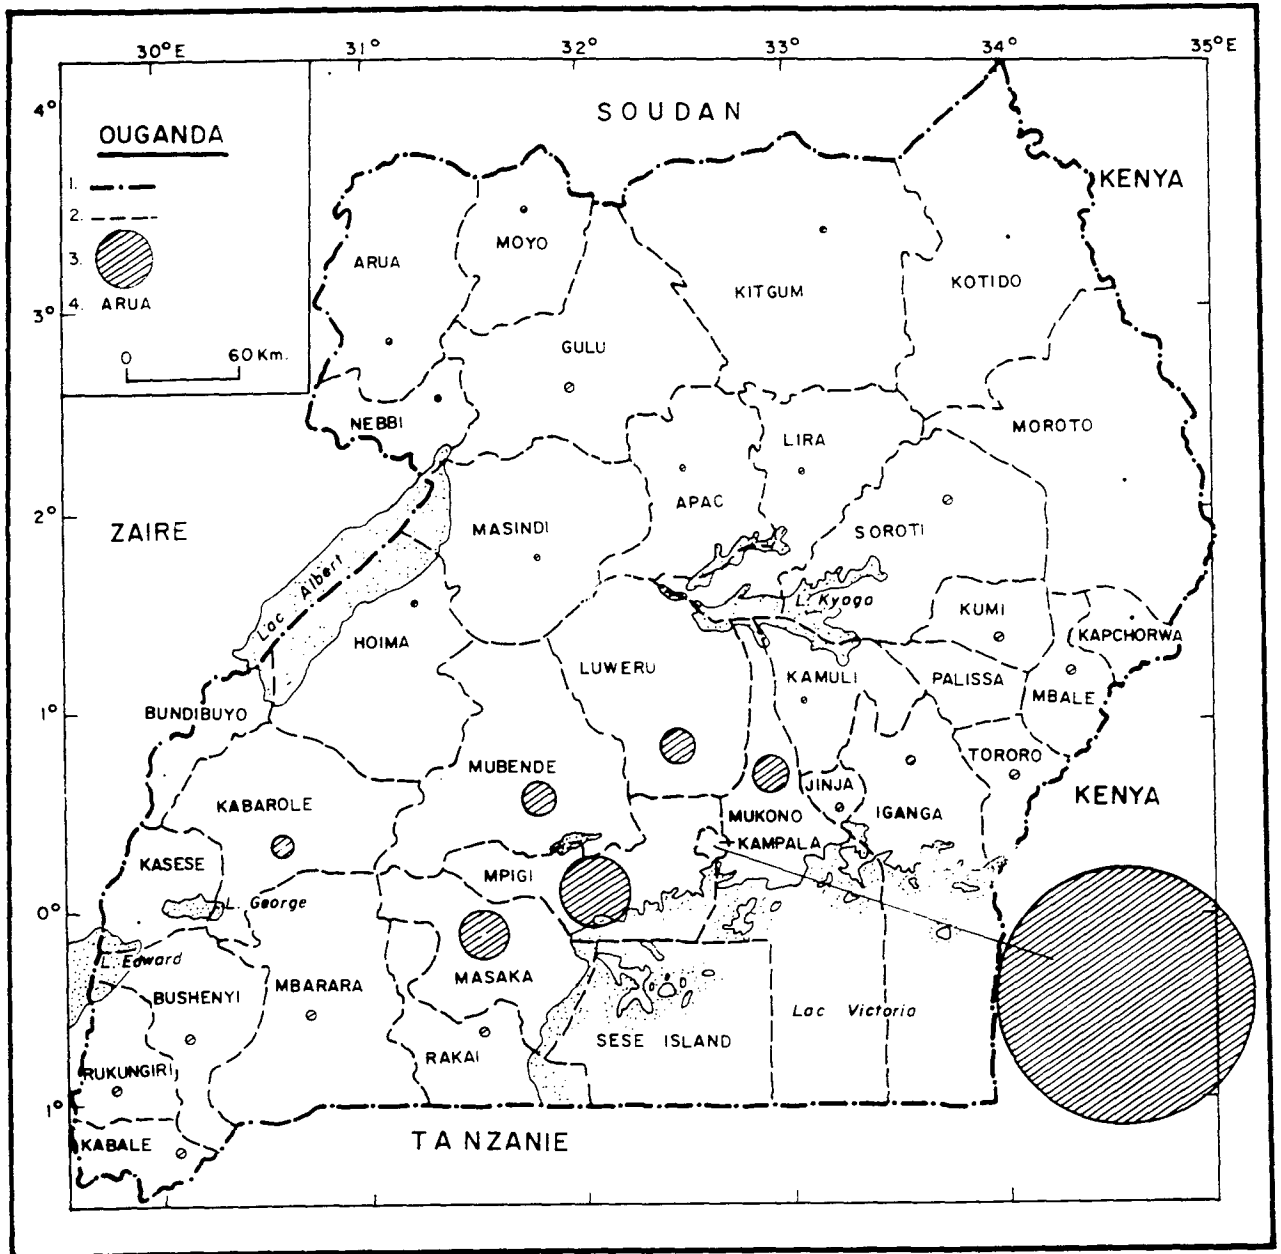 30°E 31° 32° 33° 34° 35°E
4°
SOUDAN
OUGANDA
KENYA
1.
2.
3.
4. ARUA
0 60 Km.
3°
MOYO
ARUA
KITGUM
KOTIDO
GULU
NEBBI
MOROTO
LIRA
APAC
2°
ZAIRE
MASINDI
SOROTI
Lac Albert
L. Kyoga
KUMI
KAPCHORWA
HOIMA
LUWERU
KAMULI
PALISSA
MBALE
1°
BUNDIBUYO
TORORO
MUBENDE
JINJA
KENYA
KABAROLE
MUKONO
IGANGA
KAMPALA
KASESE
MPIGI
L. George
0°
L. Edward
MASAKA
MBARARA
BUSHENYI
Lac Victoria
SESE ISLAND
RAKAI
RUKUNGIRI
1°
KABALE
TANZANIE